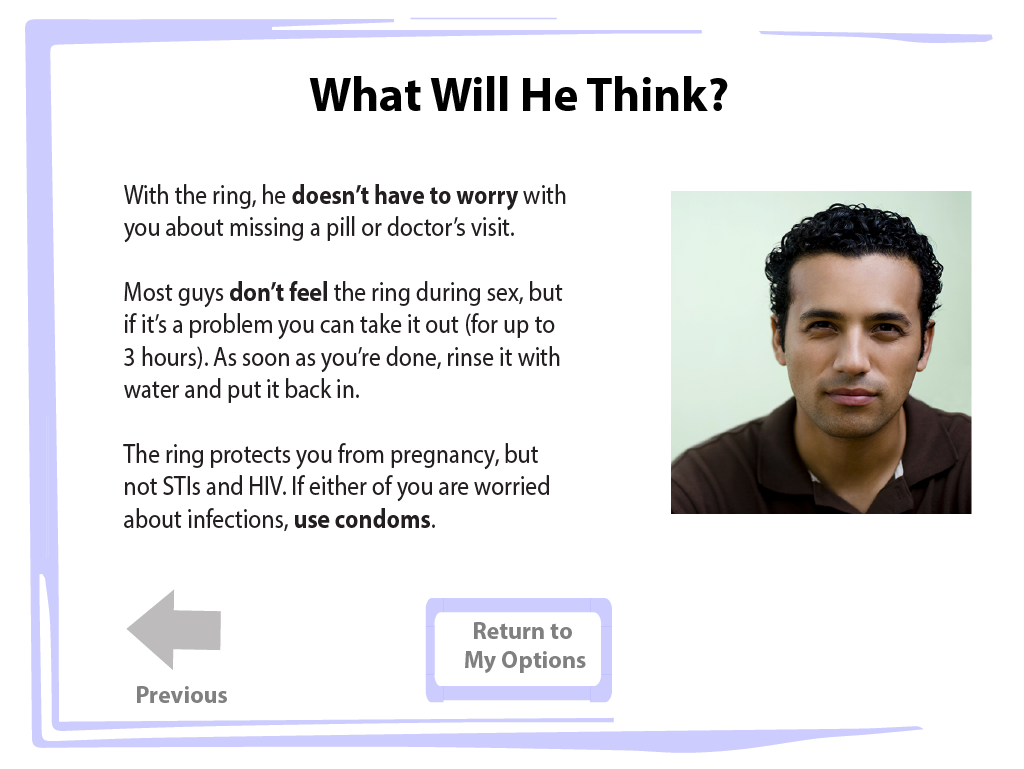 What Will He Think?
With the ring, he doesn’t have to worry with
you about missing a pill or doctor’s visit.
Most guys don’t feel the ring during sex, but
if it’s a problem you can take it out (for up to
3 hours). As soon as you’re done, rinse it with
water and put it back in.
The ring protects you from pregnancy, but
not STIs and HIV. If either of you are worried
about infections, use condoms.
Return to
My Options
Previous